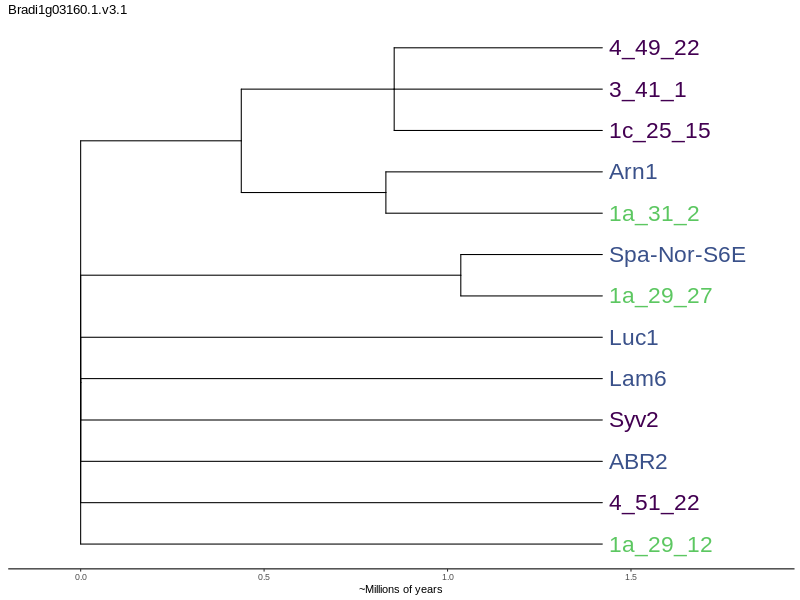 Bradi1g03160.1.v3.1
4_49_22
3_41_1
1c_25_15
Arn1
1a_31_2
Spa-Nor-S6E
1a_29_27
Luc1
Lam6
Syv2
ABR2
4_51_22
1a_29_12
0.0 0.5 1.0 1.5
~Millions of years